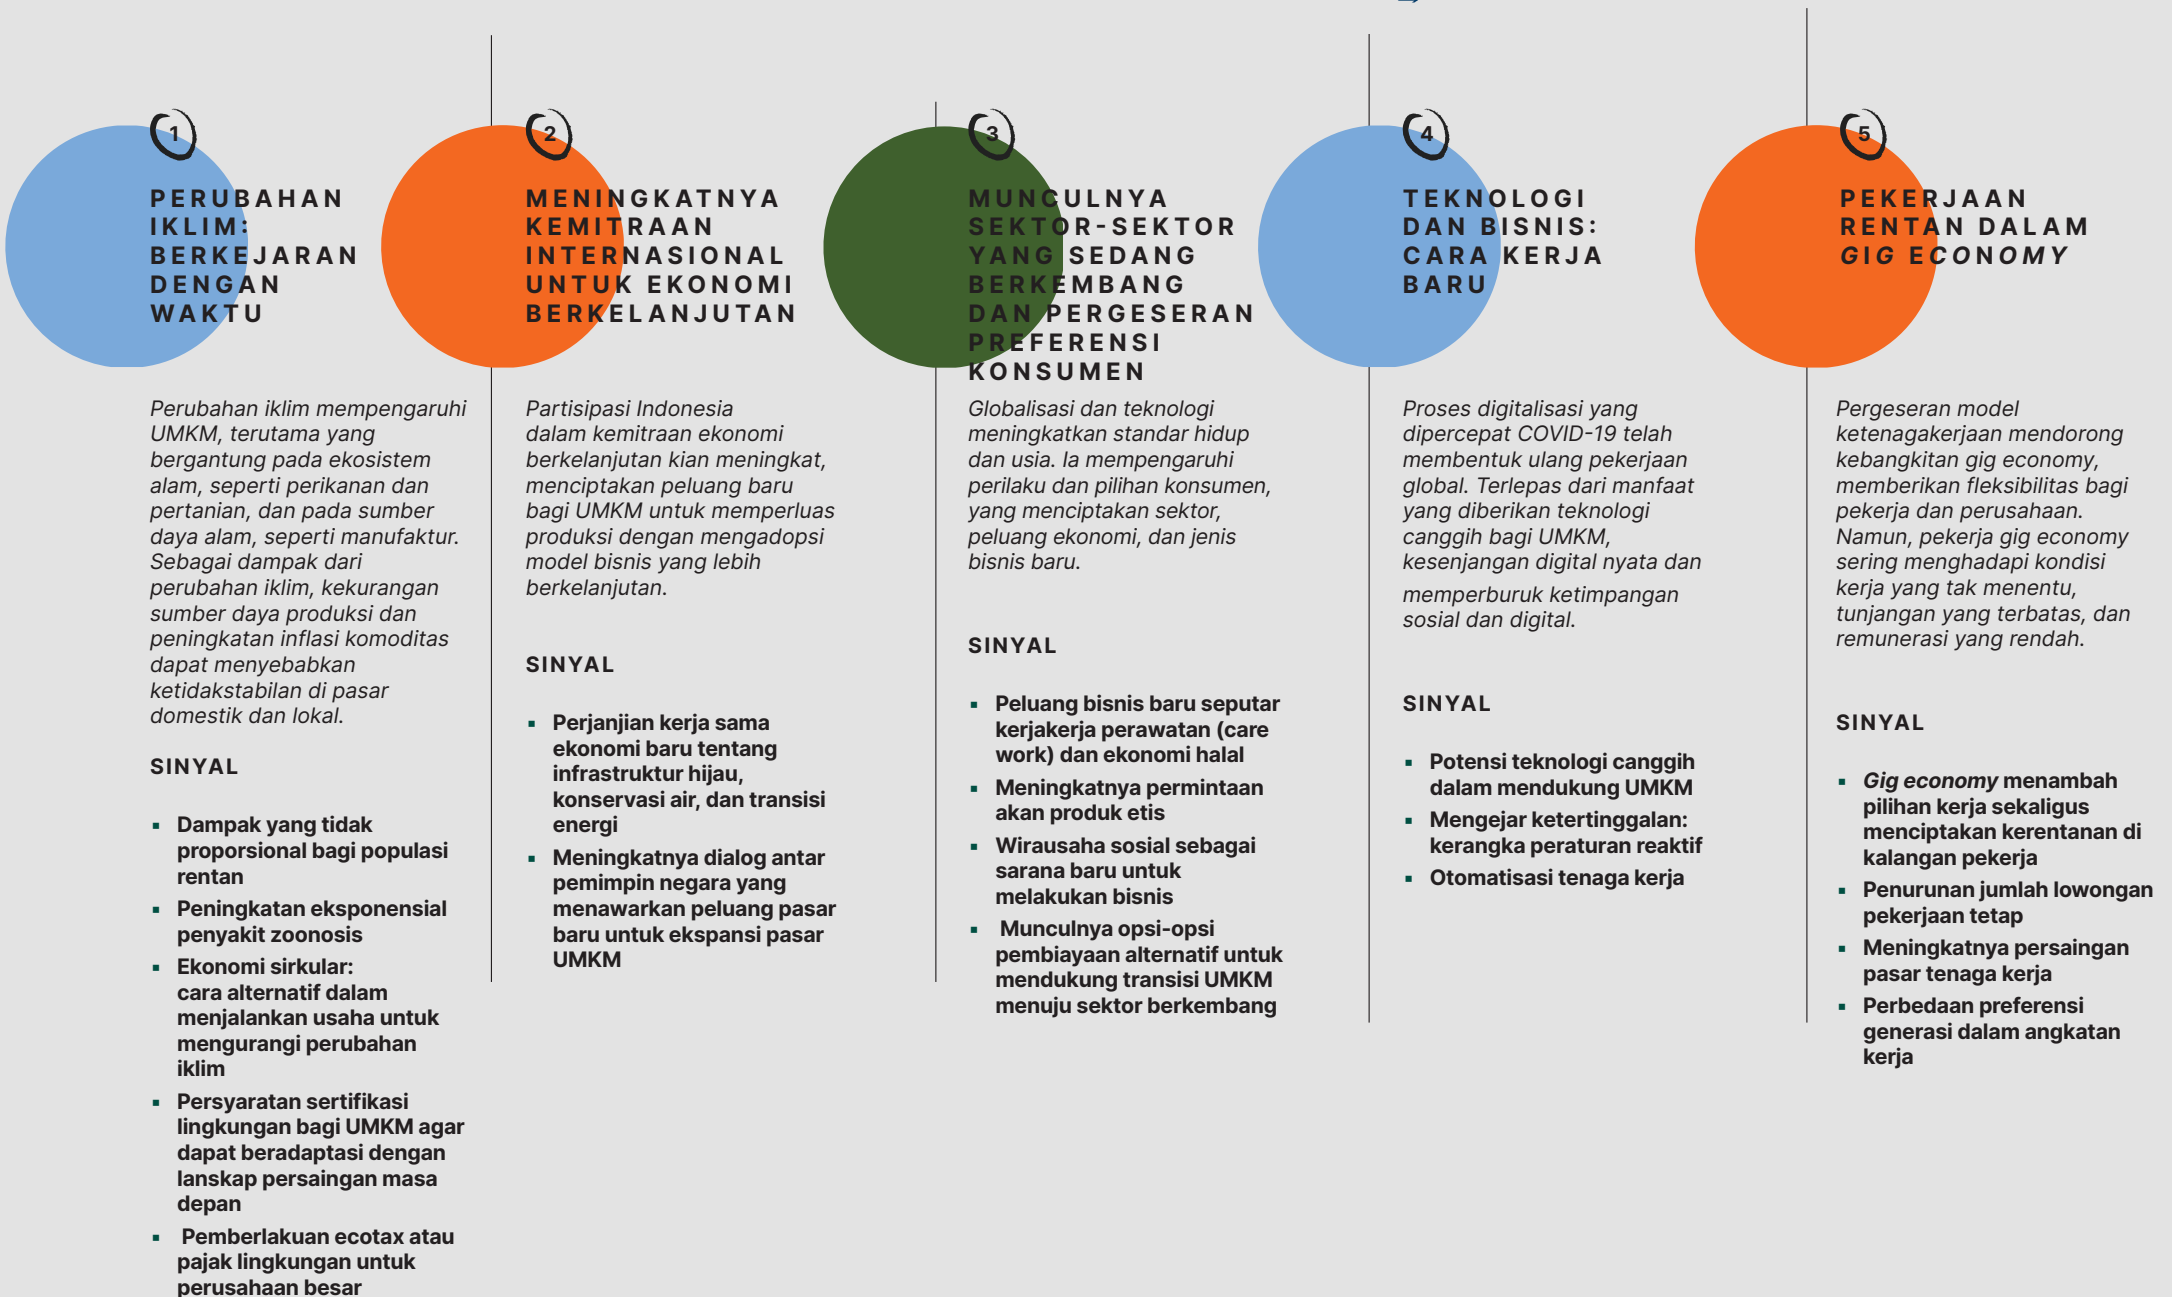 1
PERUBAHAN
IKLIM:
BERKEJARAN
DENGAN
WAKTU
Perubahan iklim mempengaruhi
UMKM, terutama yang
bergantung pada ekosistem
alam, seperti perikanan dan
pertanian, dan pada sumber
daya alam, seperti manufaktur.
Sebagai dampak dari
perubahan iklim, kekurangan
sumber daya produksi dan
peningkatan inflasi komoditas
dapat menyebabkan
ketidakstabilan di pasar
domestik dan lokal.
SINYAL
▪ Dampak yang tidak
proporsional bagi populasi
rentan
▪ Peningkatan eksponensial
penyakit zoonosis
▪ Ekonomi sirkular:
cara alternatif dalam
menjalankan usaha untuk
mengurangi perubahan
iklim
▪ Persyaratan sertifikasi
lingkungan bagi UMKM agar
dapat beradaptasi dengan
lanskap persaingan masa
depan
▪ Pemberlakuan ecotax atau
pajak lingkungan untuk
perusahaan besar
2
MENINGKATNYA
KEMITRAAN
INTERNASIONAL
UNTUK EKONOMI
BERKELANJUTAN
Partisipasi Indonesia
dalam kemitraan ekonomi
berkelanjutan kian meningkat,
menciptakan peluang baru
bagi UMKM untuk memperluas
produksi dengan mengadopsi
model bisnis yang lebih
berkelanjutan.
SINYAL
▪ Perjanjian kerja sama
ekonomi baru tentang
infrastruktur hijau,
konservasi air, dan transisi
energi
▪ Meningkatnya dialog antar
pemimpin negara yang
menawarkan peluang pasar
baru untuk ekspansi pasar
UMKM
3
MUNCULNYA
SEKTOR-SEKTOR
YANG SEDANG
BERKEMBANG
DAN PERGESERAN
PREFERENSI
KONSUMEN
Globalisasi dan teknologi
meningkatkan standar hidup
dan usia. Ia mempengaruhi
perilaku dan pilihan konsumen,
yang menciptakan sektor,
peluang ekonomi, dan jenis
bisnis baru.
SINYAL
▪ Peluang bisnis baru seputar
kerjakerja perawatan (care
work) dan ekonomi halal
▪ Meningkatnya permintaan
akan produk etis
▪ Wirausaha sosial sebagai
sarana baru untuk
melakukan bisnis
▪ Munculnya opsi-opsi
pembiayaan alternatif untuk
mendukung transisi UMKM
menuju sektor berkembang
4
TEKNOLOGI
DAN BISNIS:
CARA KERJA
BARU
Proses digitalisasi yang
dipercepat COVID-19 telah
membentuk ulang pekerjaan
global. Terlepas dari manfaat
yang diberikan teknologi
canggih bagi UMKM,
kesenjangan digital nyata dan
memperburuk ketimpangan
sosial dan digital.
SINYAL
▪ Potensi teknologi canggih
dalam mendukung UMKM
▪ Mengejar ketertinggalan:
kerangka peraturan reaktif
▪ Otomatisasi tenaga kerja
5
PEKERJAAN
RENTAN DALAM
GIG ECONOMY
Pergeseran model
ketenagakerjaan mendorong
kebangkitan gig economy,
memberikan fleksibilitas bagi
pekerja dan perusahaan.
Namun, pekerja gig economy
sering menghadapi kondisi
kerja yang tak menentu,
tunjangan yang terbatas, dan
remunerasi yang rendah.
SINYAL
▪ Gig economy menambah
pilihan kerja sekaligus
menciptakan kerentanan di
kalangan pekerja
▪ Penurunan jumlah lowongan
pekerjaan tetap
▪ Meningkatnya persaingan
pasar tenaga kerja
▪ Perbedaan preferensi
generasi dalam angkatan
kerja